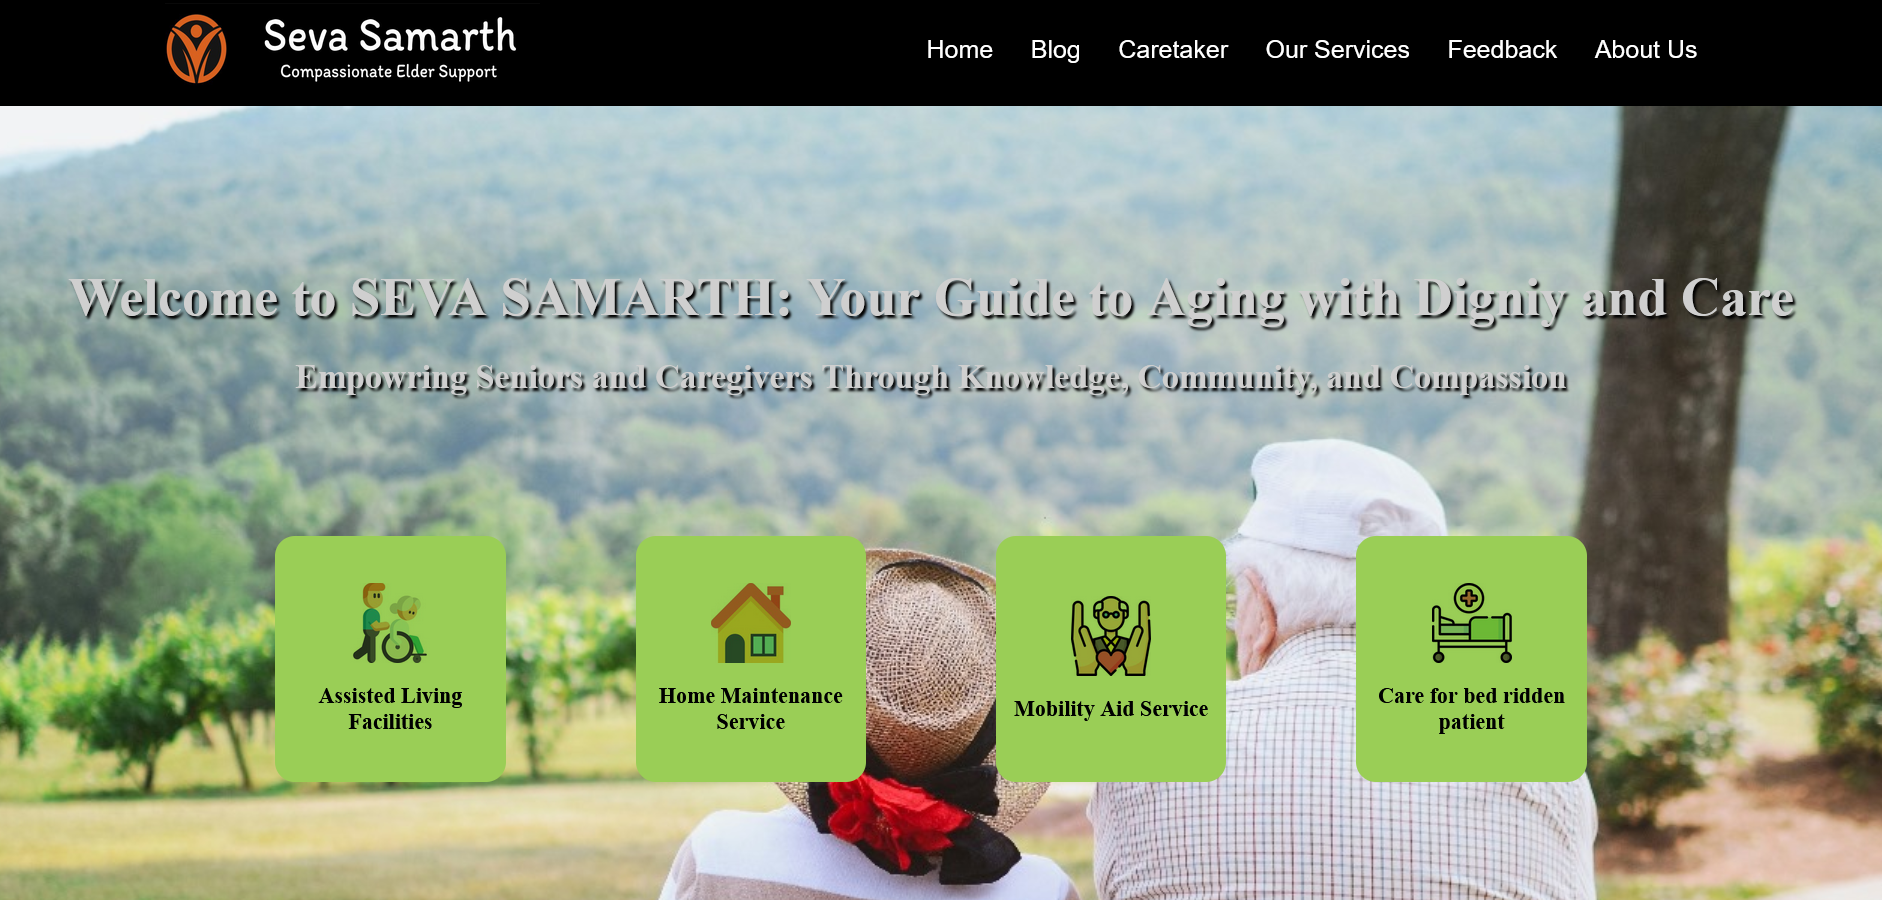 Seva Samarth
Compassionate Elder Support
Home Blog Caretaker Our Services Feedback About Us
Welcome to SEVA SAMARTH: Your Guide to Aging with Digniy and Care
Empowring Seniors and Caregivers Through Knowledge, Community, and Compassion
Assisted Living
Facilities
Home Maintenance
Service
Mobility Aid Service
Care for bed ridden
patient